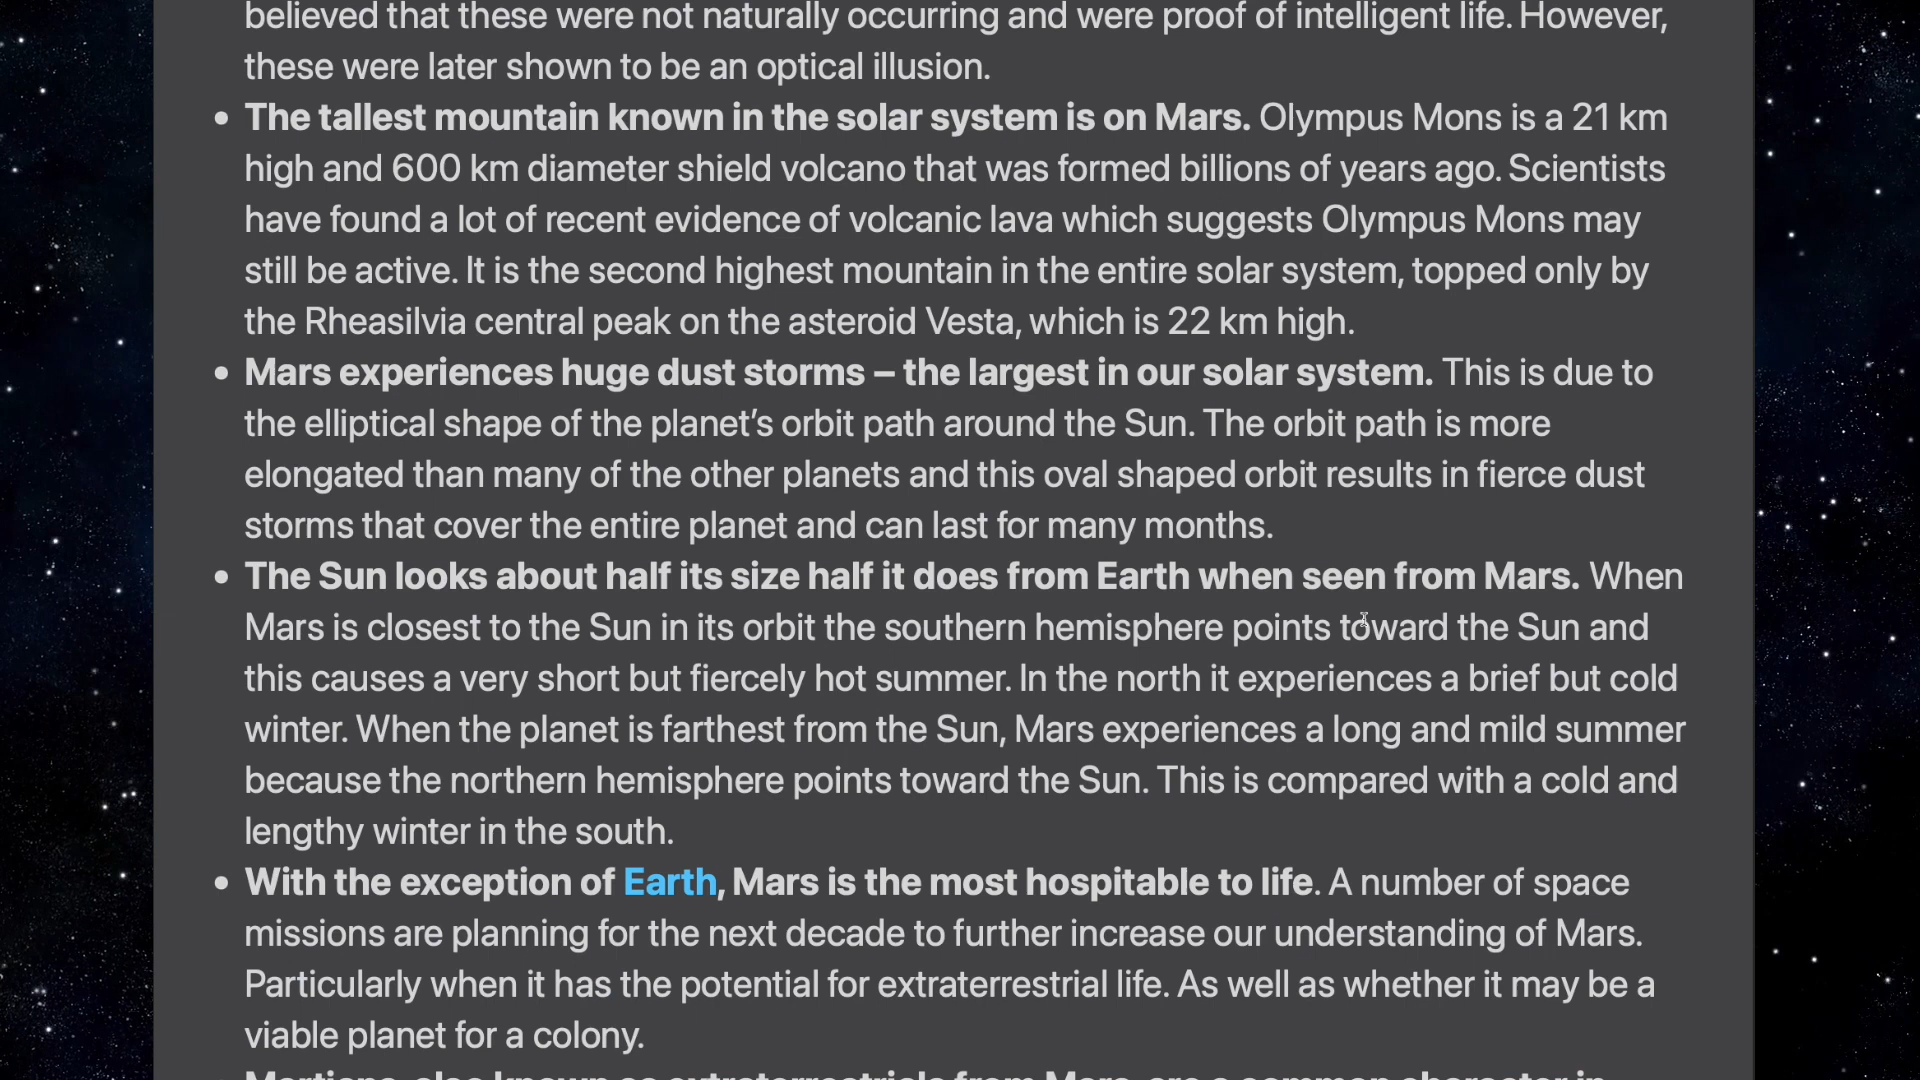 believed that these were not naturally occurring and were proof of intelligent life. However,
these were later shown to be an optical illusion.
• The tallest mountain known in the solar system is on Mars. Olympus Mons is a 21 km
high and 600 km diameter shield volcano that was formed billions of years ago. Scientists
have found a lot of recent evidence of volcanic lava which suggests Olympus Mons may
still be active. It is the second highest mountain in the entire solar system, topped only by
the Rheasilvia central peak on the asteroid Vesta, which is 22 km high.
• Mars experiences huge dust storms – the largest in our solar system. This is due to
the elliptical shape of the planet’s orbit path around the Sun. The orbit path is more
elongated than many of the other planets and this oval shaped orbit results in fierce dust
storms that cover the entire planet and can last for many months.
• The Sun looks about half its size half it does from Earth when seen from Mars. When
Mars is closest to the Sun in its orbit the southern hemisphere points toward the Sun and
this causes a very short but fiercely hot summer. In the north it experiences a brief but cold
winter. When the planet is farthest from the Sun, Mars experiences a long and mild summer
because the northern hemisphere points toward the Sun. This is compared with a cold and
lengthy winter in the south.
• With the exception of Earth, Mars is the most hospitable to life. A number of space
missions are planning for the next decade to further increase our understanding of Mars.
Particularly when it has the potential for extraterrestrial life. As well as whether it may be a
viable planet for a colony.
Martians, also known as extraterrestrials from Mars, are a common character in